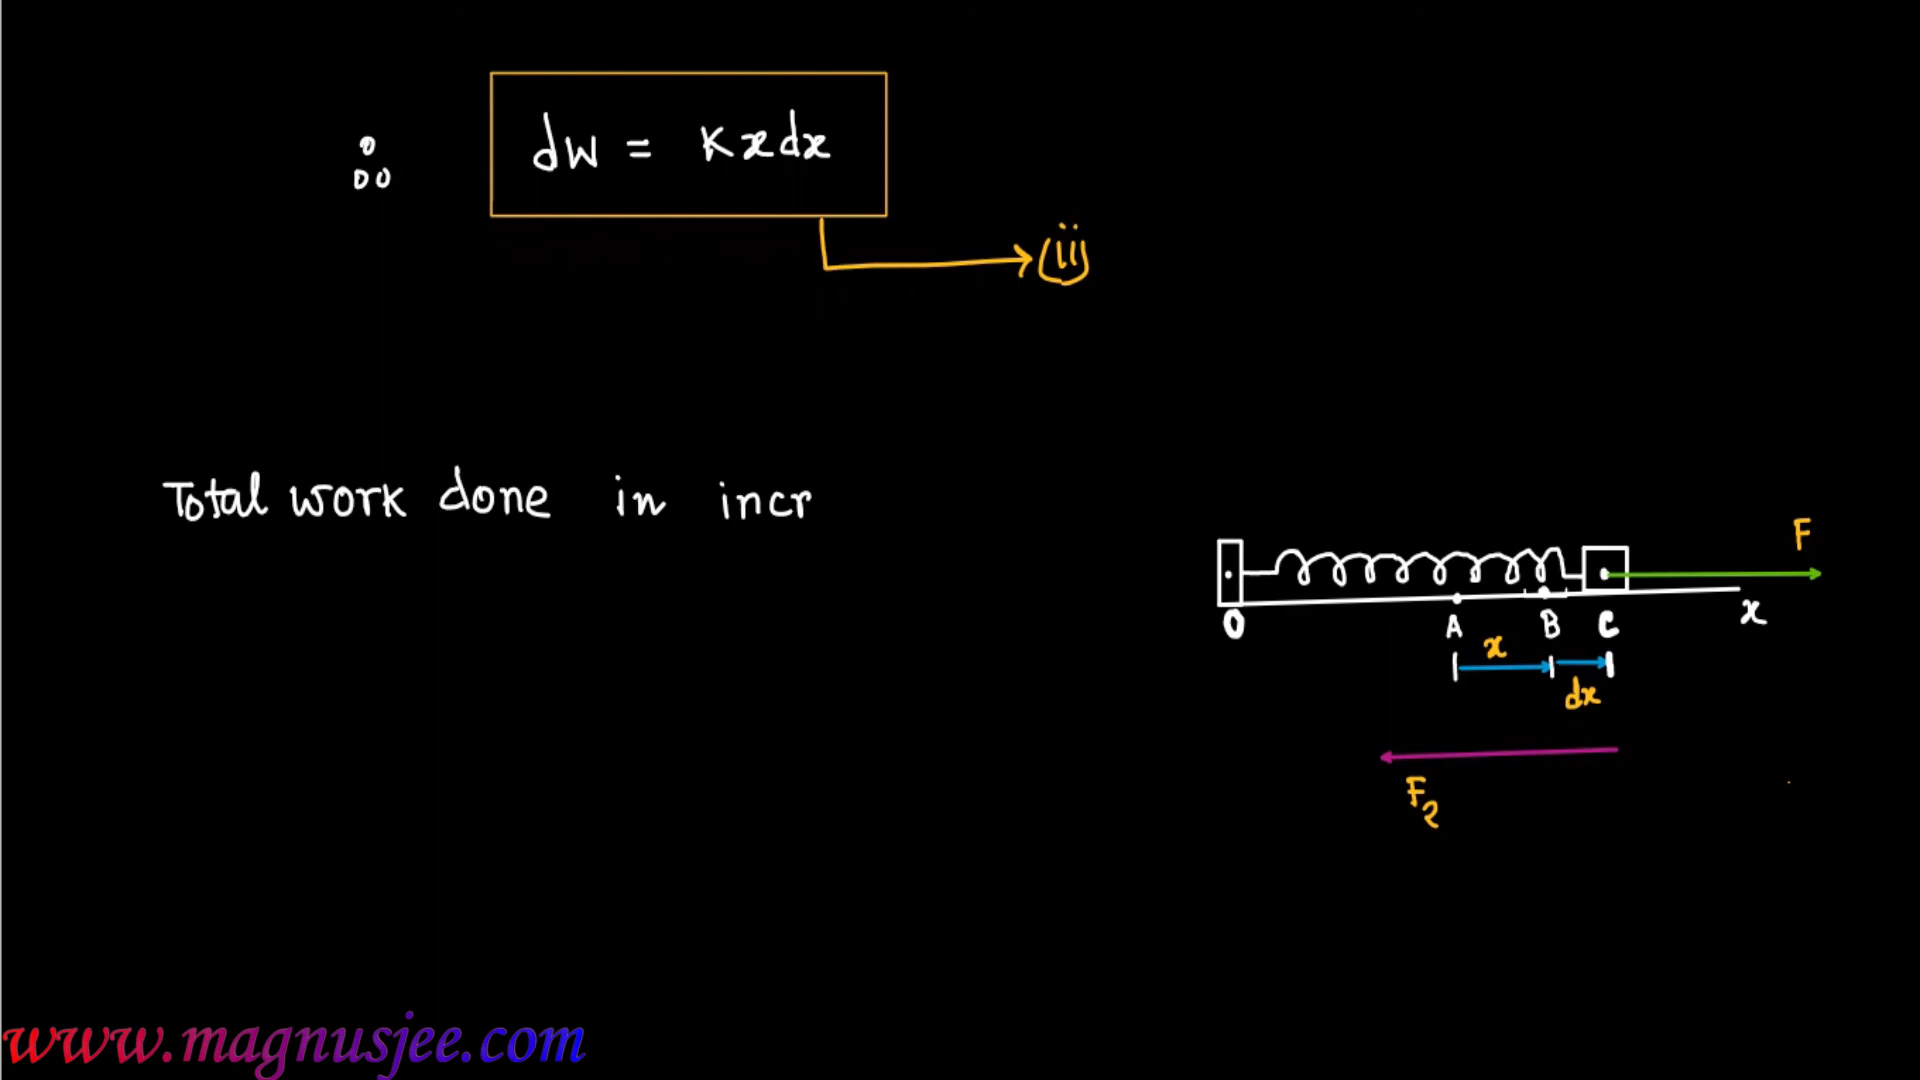 ∴ dW = Kxdx
(ii)
Total work done in incr
F
O A B C x
x
dx
F₂
www.magnusjee.com